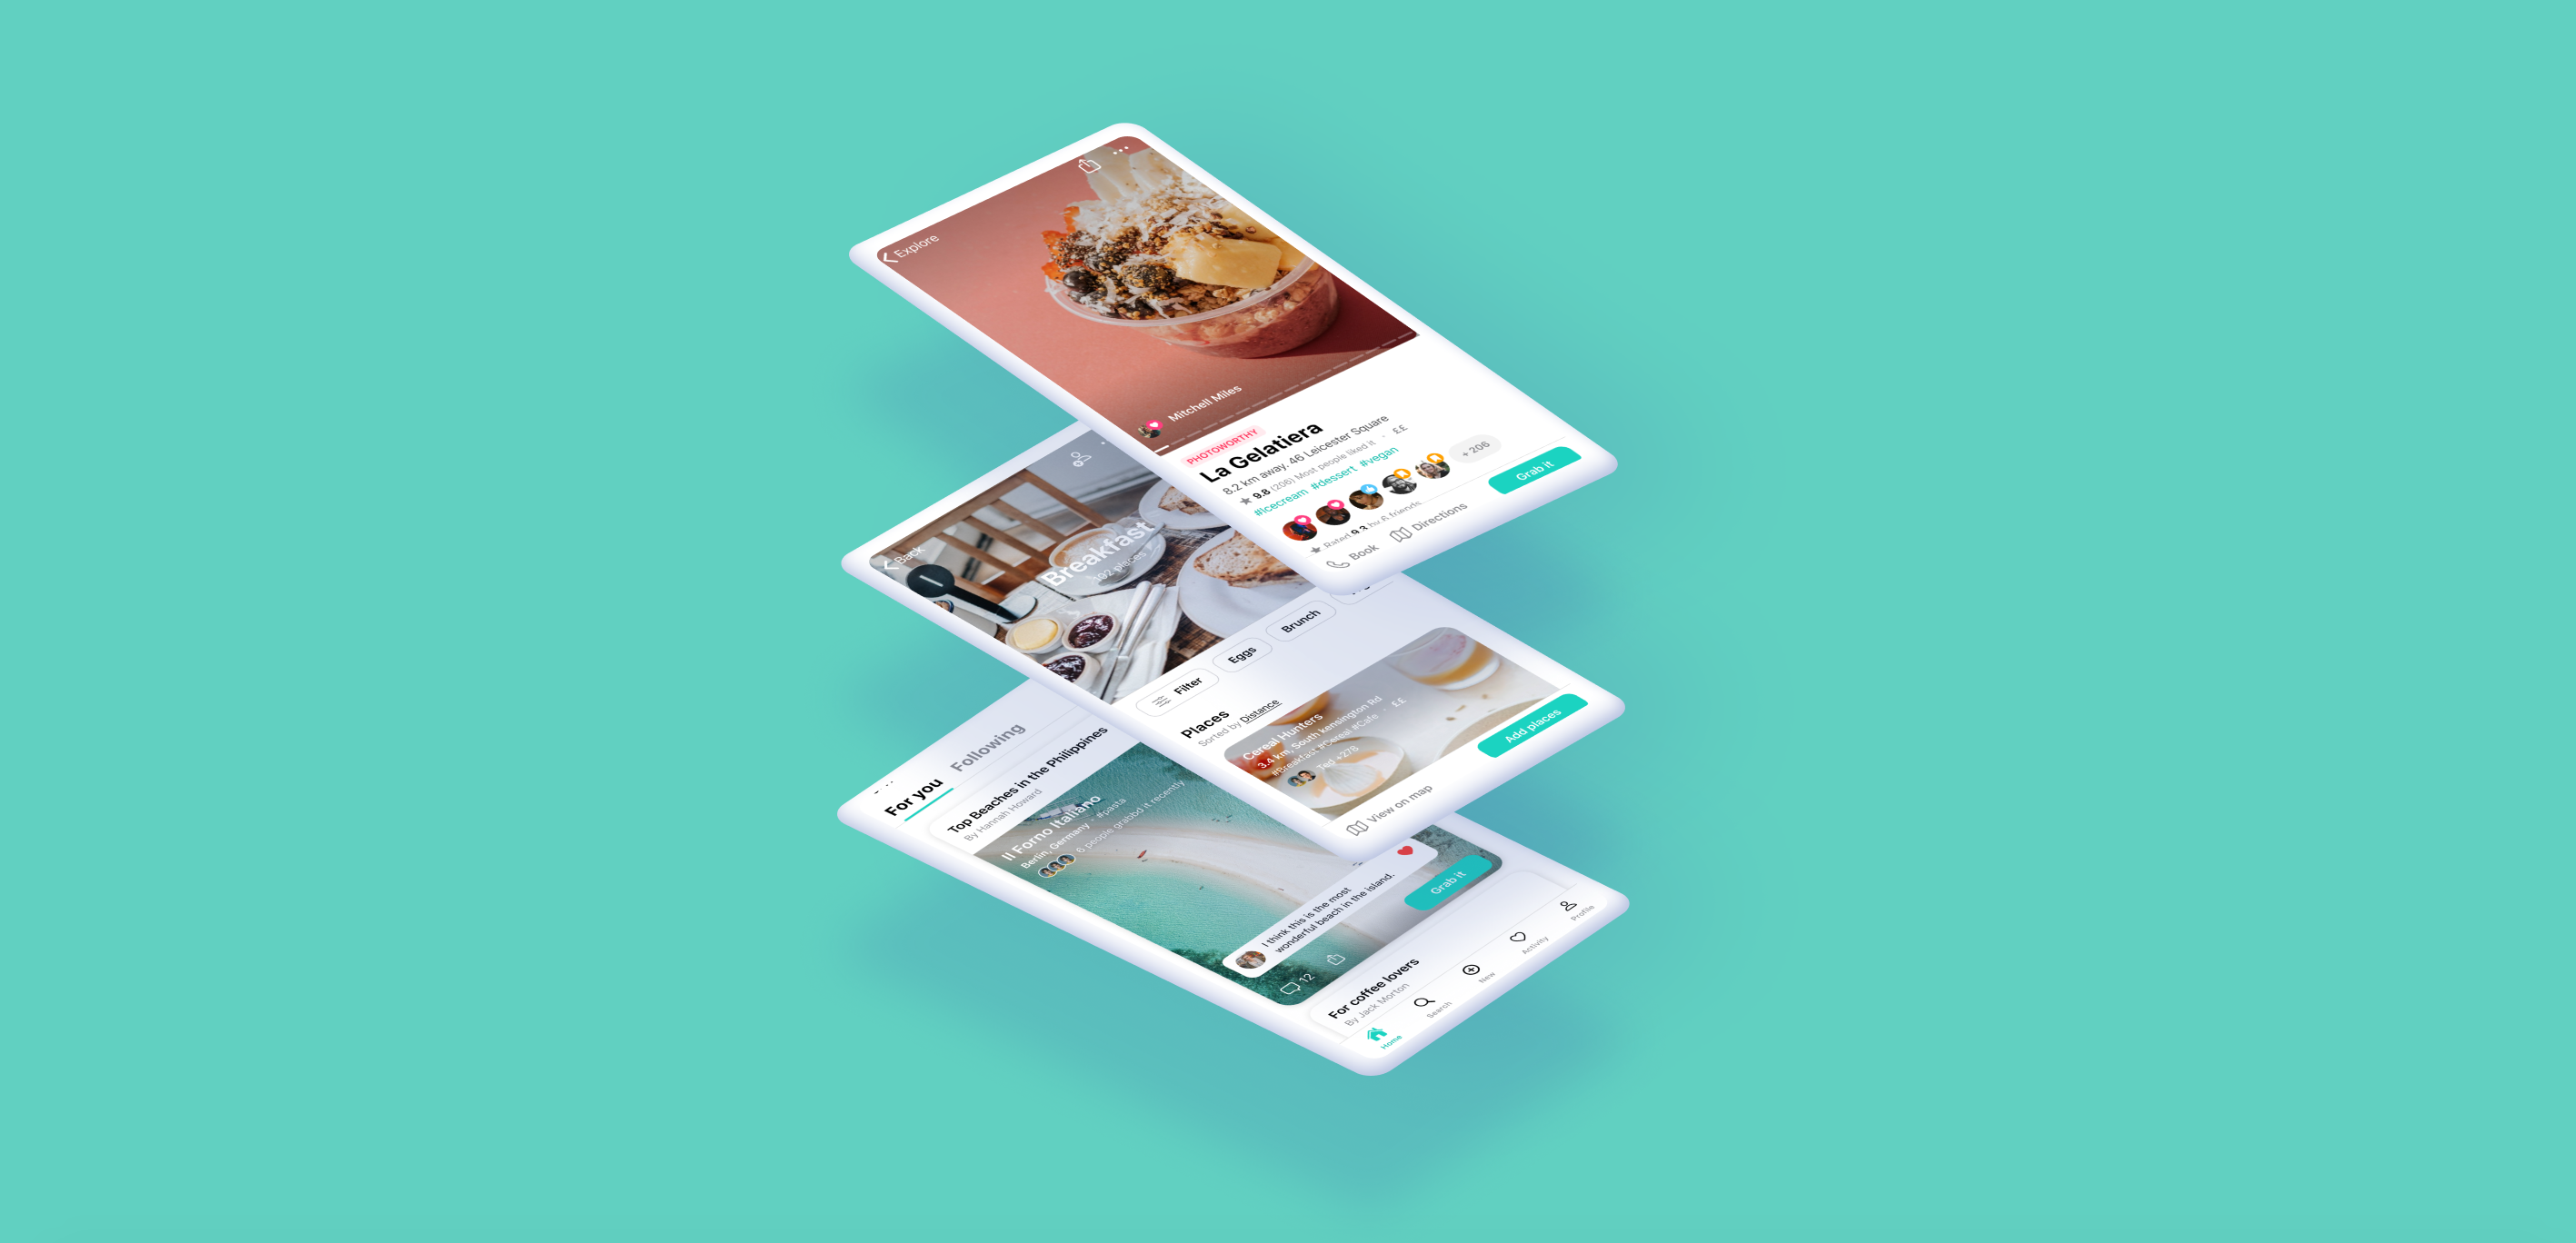 Explore
Mitchell Miles
PHOTOWORTHY
La Gelatiera
8.2 km away. 46 Leicester Square
9.8 (206) Most people liked it · ££
#Icecream #dessert #vegan
+ 206
Rated 9.3 by 6 friends
Book
Directions
Grab it
Back
Breakfast
102 pieces
Filter
Eggs
Brunch
Places
Sorted by Distance
Cereal Hunters
3.4 km, South kensington Rd
#Breakfast #Cereal #Cafe · ££
Ted +278
View on map
Add places
For you
Following
Top Beaches in the Philippines
By Hannah Howard
Il Forno Italiano
Berlin, Germany · #pasta
6 people grabbd it recently
I think this is the most
wonderful beach in the island.
12
Grab it
For coffee lovers
By Jack Morton
Home
Search
New
Activity
Profile